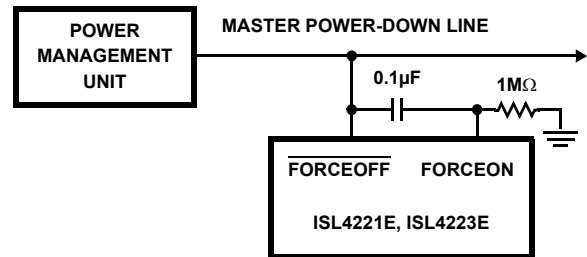 POWER
MANAGEMENT
UNIT
MASTER POWER-DOWN LINE
0.1µF
1MΩ
FORCEOFF FORCEON
ISL4221E, ISL4223E